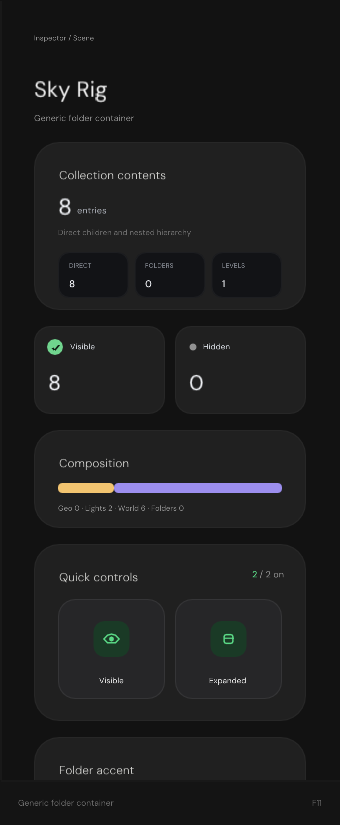 Inspector / Scene
Sky Rig
Generic folder container
Collection contents
8 entries
Direct children and nested hierarchy
DIRECT FOLDERS LEVELS
8 0 1
Visible Hidden
8 0
Composition
Geo 0 · Lights 2 · World 6 · Folders 0
Quick controls 2 / 2 on
Visible Expanded
Folder accent
Generic folder container F11